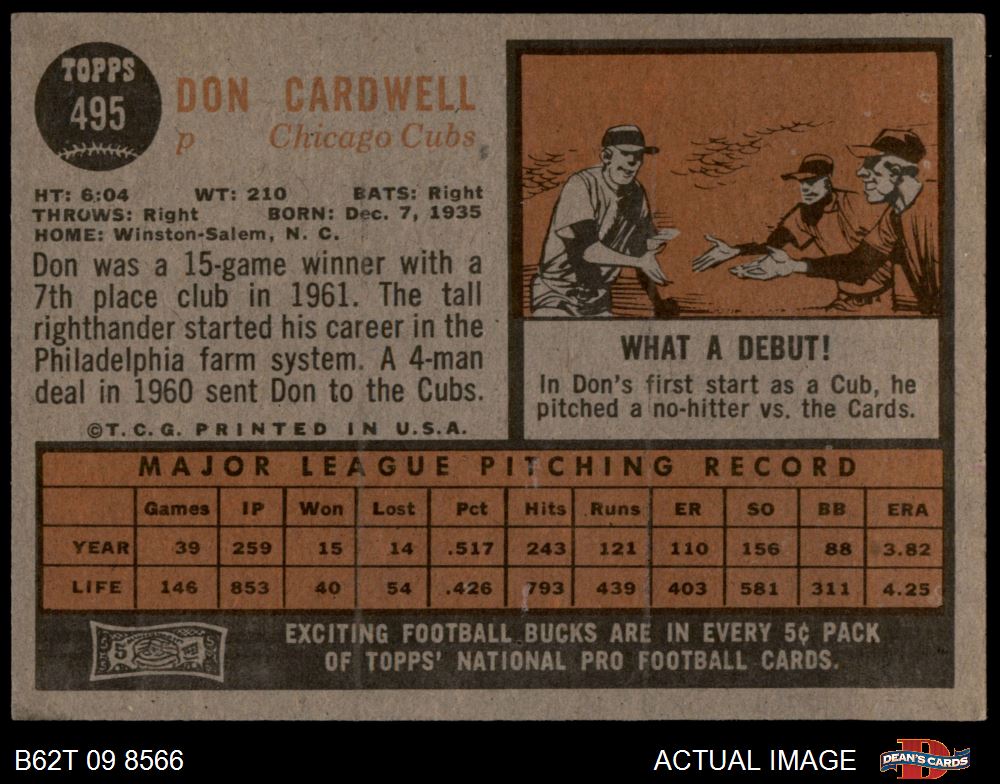 TOPPS
495
DON CARDWELL
p Chicago Cubs
HT: 6:04 WT: 210 BATS: Right
THROWS: Right BORN: Dec. 7, 1935
HOME: Winston-Salem, N. C.
Don was a 15-game winner with a
7th place club in 1961. The tall
righthander started his career in the
Philadelphia farm system. A 4-man
deal in 1960 sent Don to the Cubs.
©T. C. G. PRINTED IN U.S.A.
WHAT A DEBUT!
In Don's first start as a Cub, he
pitched a no-hitter vs. the Cards.
MAJOR LEAGUE PITCHING RECORD
Games IP Won Lost Pct Hits Runs ER SO BB ERA
YEAR 39 259 15 14 .517 243 121 110 156 88 3.82
LIFE 146 853 40 54 .426 793 439 403 581 311 4.25
5
EXCITING FOOTBALL BUCKS ARE IN EVERY 5¢ PACK
OF TOPPS' NATIONAL PRO FOOTBALL CARDS.
B62T 09 8566 ACTUAL IMAGE
D
DEAN'S CARDS